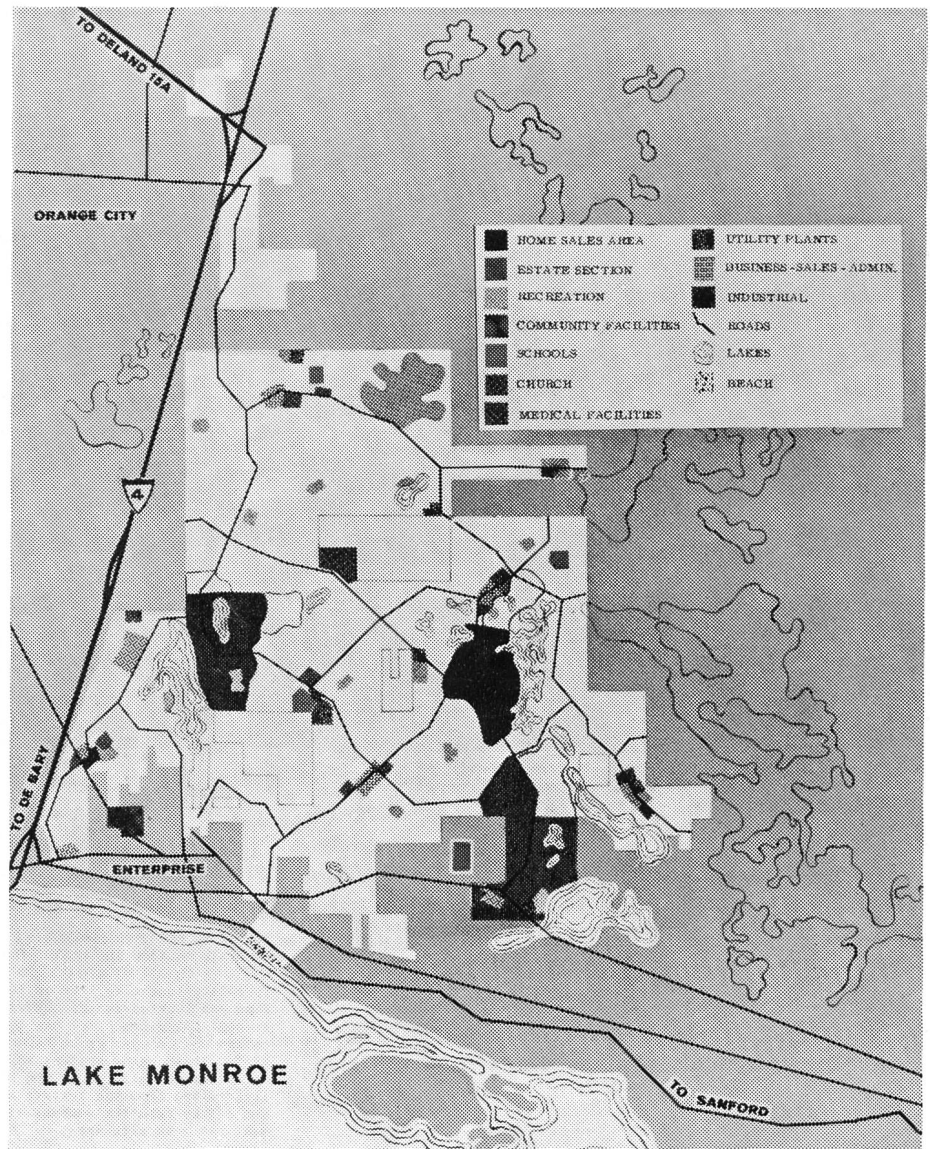 TO DELAND 15A
ORANGE CITY
HOME SALES AREA
ESTATE SECTION
RECREATION
COMMUNITY FACILITIES
SCHOOLS
CHURCH
MEDICAL FACILITIES
UTILITY PLANTS
BUSINESS-SALES-ADMIN.
INDUSTRIAL
ROADS
LAKES
BEACH
4
TO DE BARY
ENTERPRISE
LAKE MONROE
TO SANFORD